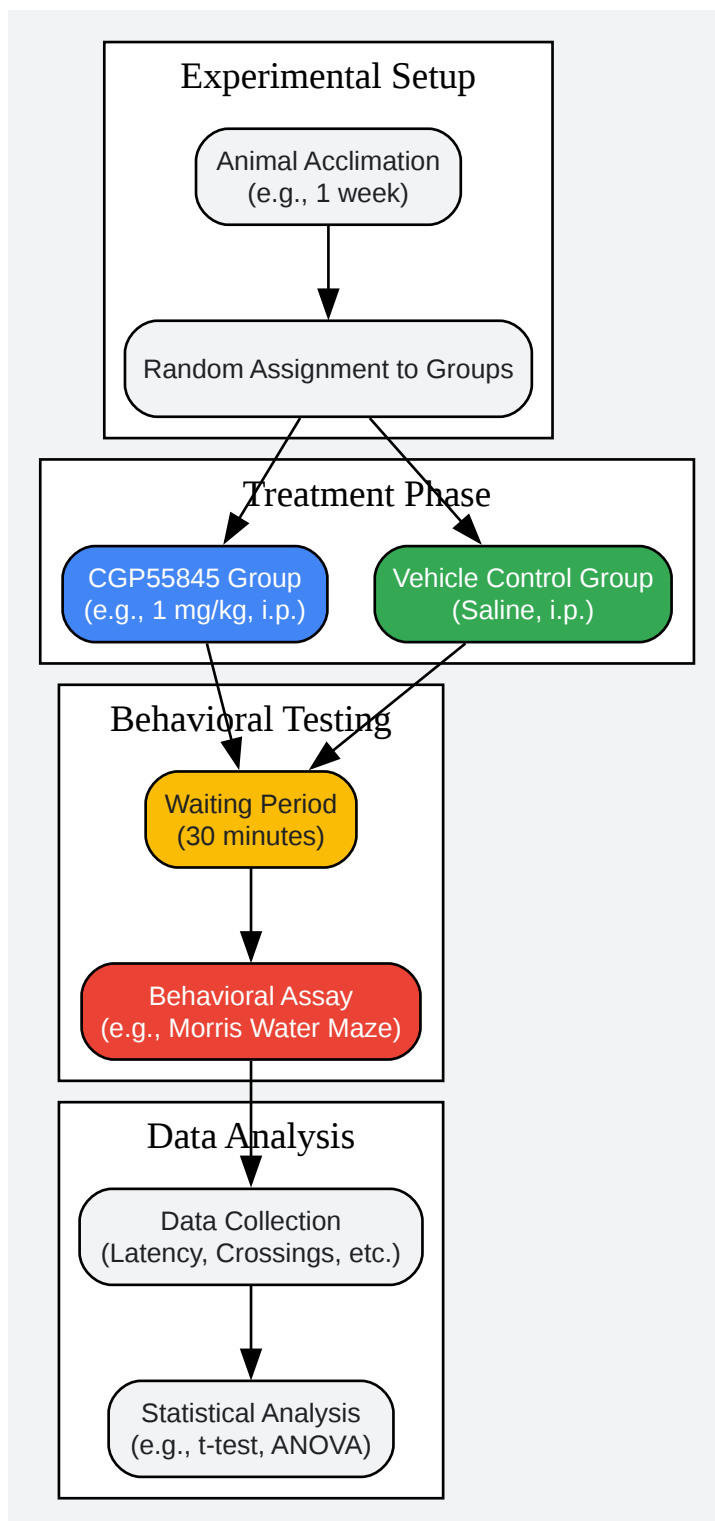 Experimental Setup
Animal Acclimation
(e.g., 1 week)
Random Assignment to Groups
Treatment Phase
CGP55845 Group
(e.g., 1 mg/kg, i.p.)
Vehicle Control Group
(Saline, i.p.)
Behavioral Testing
Waiting Period
(30 minutes)
Behavioral Assay
(e.g., Morris Water Maze)
Data Analysis
Data Collection
(Latency, Crossings, etc.)
Statistical Analysis
(e.g., t-test, ANOVA)